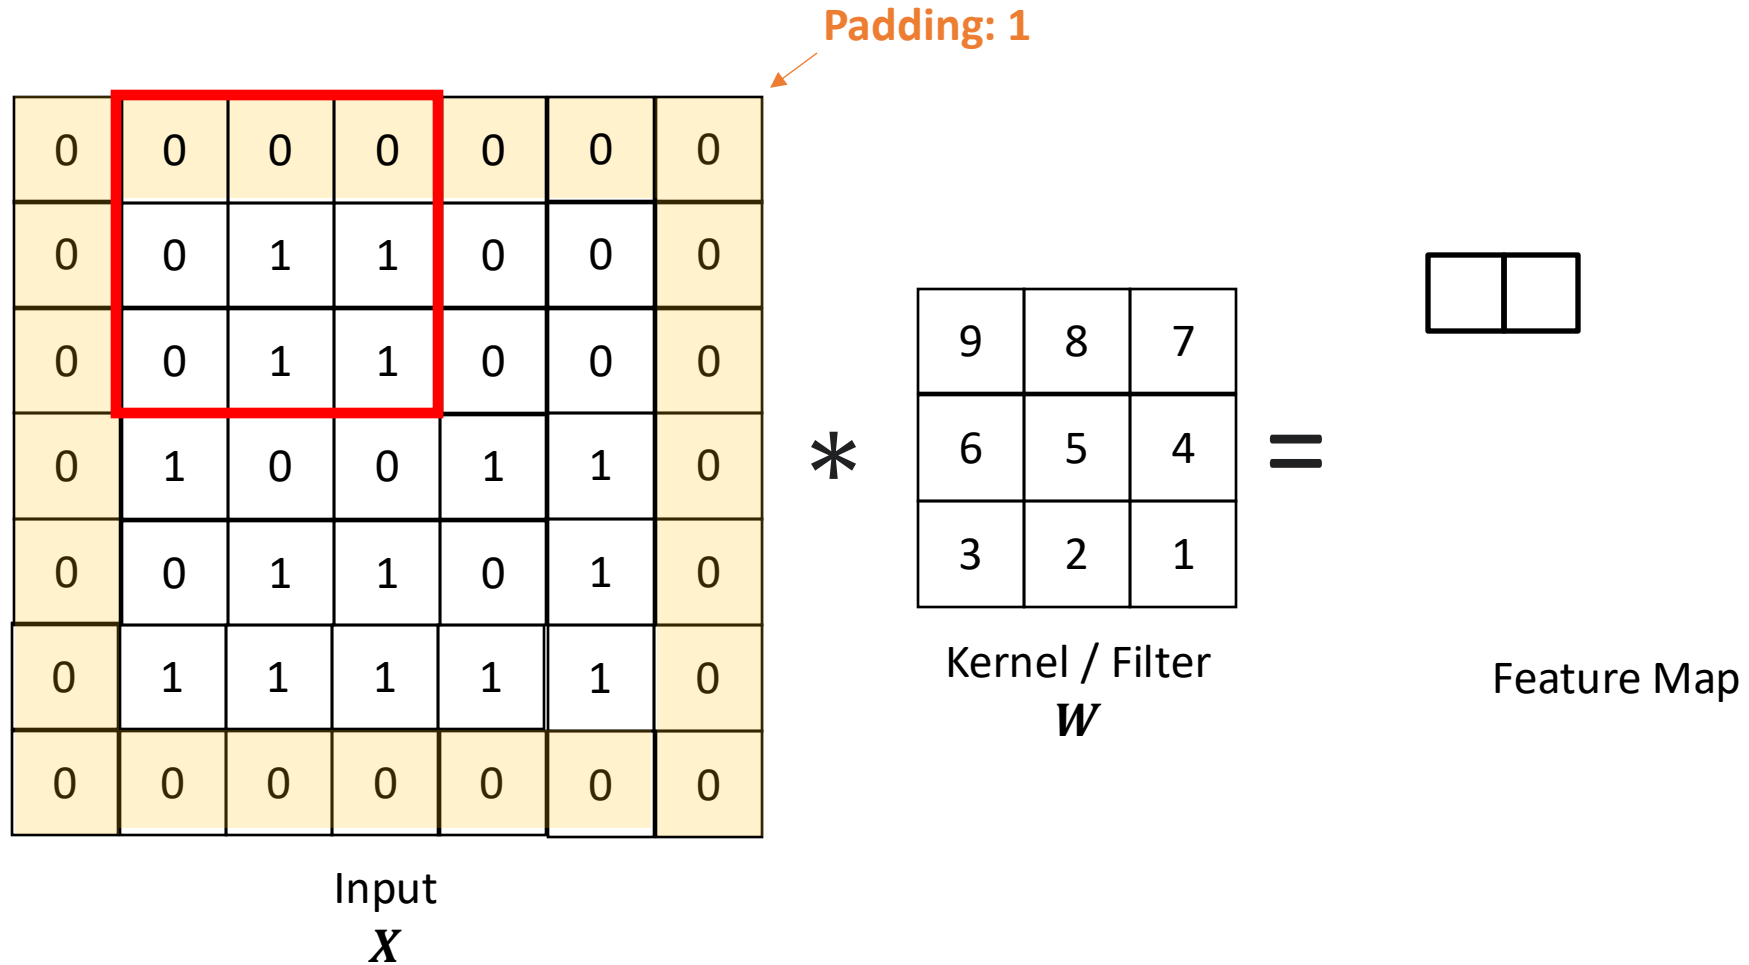 Padding: 1
0 0 0 0 0 0 0
0 0 1 1 0 0 0
0 0 1 1 0 0 0
0 1 0 0 1 1 0
0 0 1 1 0 1 0
0 1 1 1 1 1 0
0 0 0 0 0 0 0
Input
X
*
9 8 7
6 5 4
3 2 1
Kernel / Filter
W
=
Feature Map